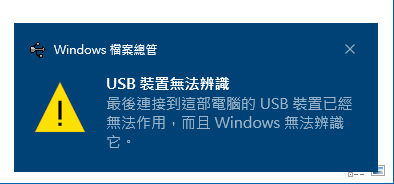 Windows 檔案總管
USB 裝置無法辨識
最後連接到這部電腦的 USB 裝置已經
無法作用，而且 Windows 無法辨識
它。